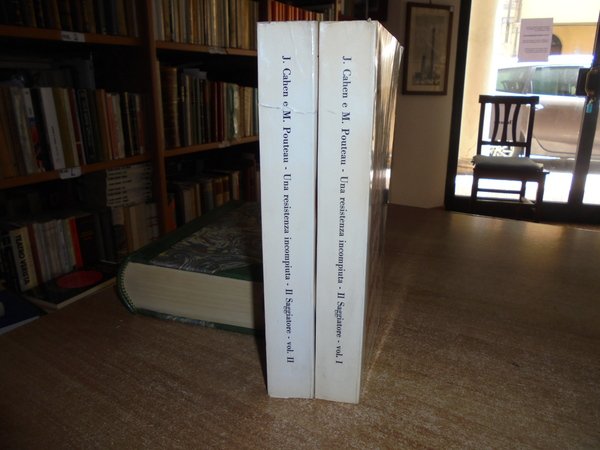 J. Cahen e M. Pouteau - Una resistenza incompiuta - Il Saggiatore - vol. II
J. Cahen e M. Pouteau - Una resistenza incompiuta - Il Saggiatore - vol. I